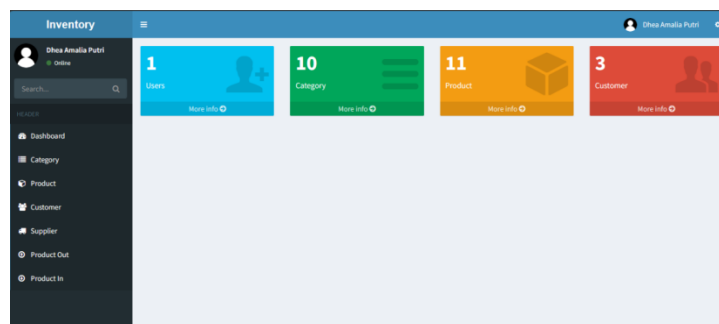 Inventory
Dhea Amalia Putri
Dhea Amalia Putri
Online
Search...
HEADER
Dashboard
Category
Product
Customer
Supplier
Product Out
Product In
1
Users
More info
10
Category
More info
11
Product
More info
3
Customer
More info